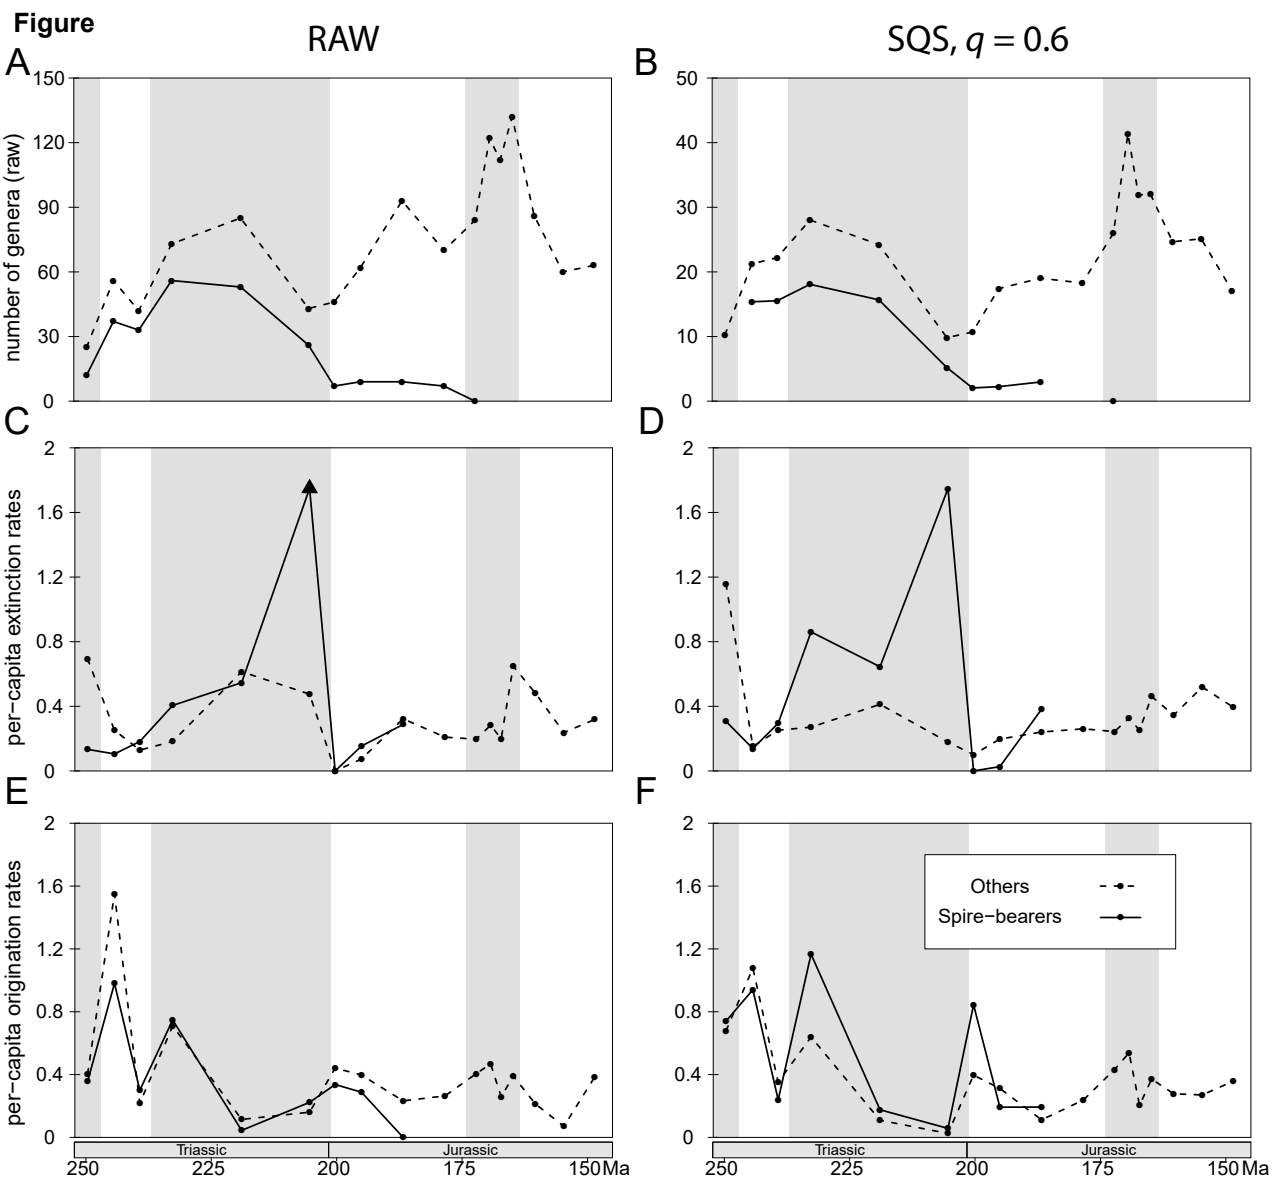 Figure
RAW
SQS, q = 0.6
A
B
number of genera (raw)
150
120
90
60
30
0
50
40
30
20
10
0
C
D
per−capita extinction rates
2
1.6
1.2
0.8
0.4
0
2
1.6
1.2
0.8
0.4
0
E
F
per−capita origination rates
2
1.6
1.2
0.8
0.4
0
2
1.6
1.2
0.8
0.4
0
Others
Spire−bearers
Triassic Jurassic
250 225 200 175 150 Ma
Triassic Jurassic
250 225 200 175 150 Ma